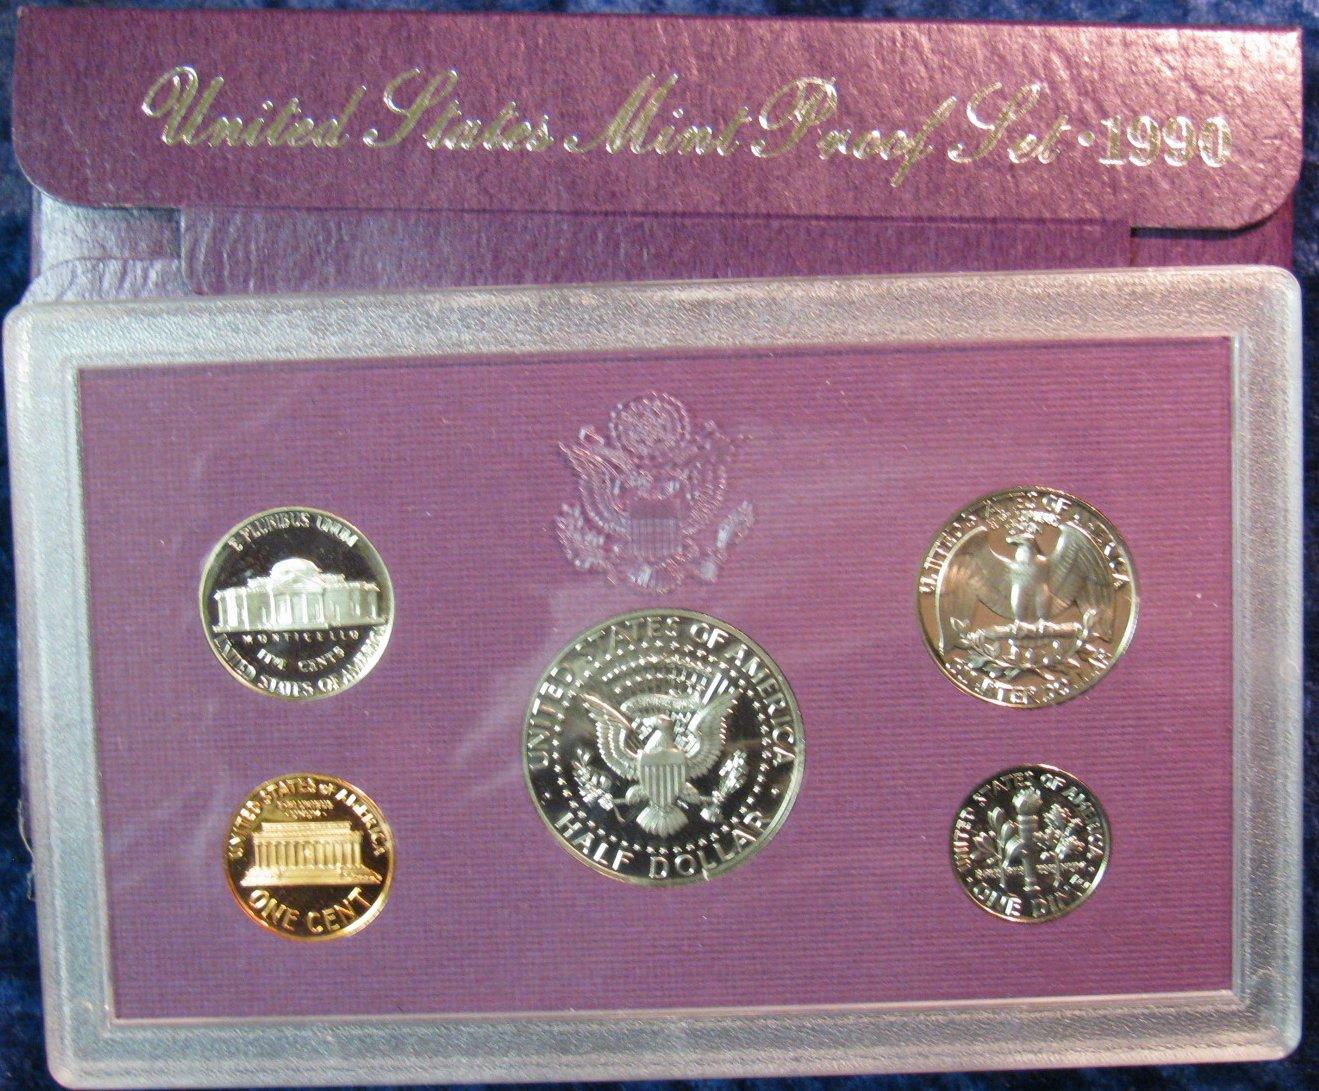 United States Mint Proof Set · 1990
E PLURIBUS UNUM
MONTICELLO
FIVE CENTS
UNITED STATES OF AMERICA
UNITED STATES OF AMERICA
QUARTER DOLLAR
UNITED STATES OF AMERICA
HALF DOLLAR
UNITED STATES OF AMERICA
E PLURIBUS
UNUM
ONE CENT
UNITED STATES OF AMERICA
ONE DIME